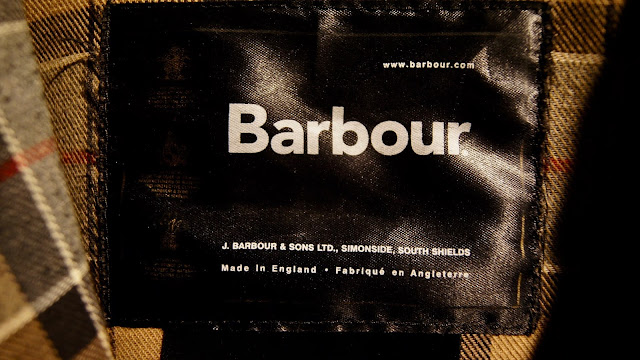 www.barbour.com
Barbour
J. BARBOUR & SONS LTD., SIMONSIDE, SOUTH SHIELDS
Made in England • Fabriqué en Angleterre